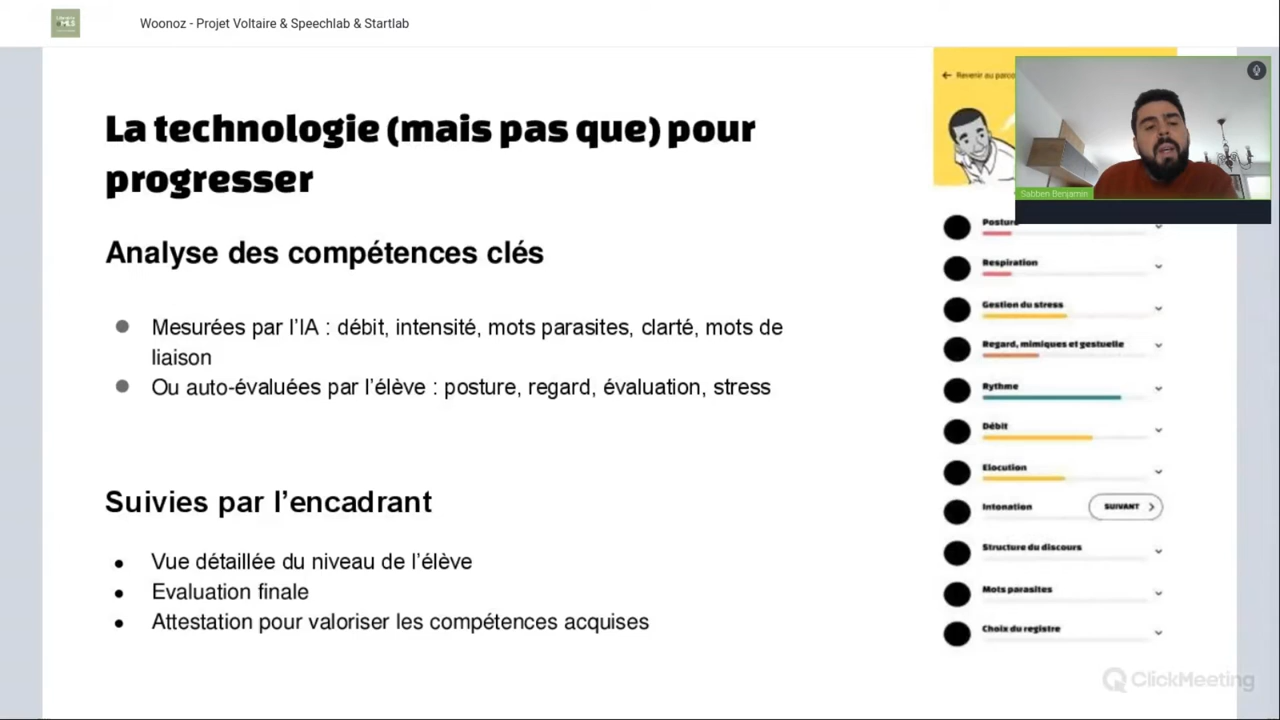 Woonoz - Projet Voltaire & Speechlab & Startlab
La technologie (mais pas que) pour
progresser
Analyse des compétences clés
Mesurées par l'IA : débit, intensité, mots parasites, clarté, mots de
liaison
Ou auto-évaluées par l'élève : posture, regard, évaluation, stress
Suivies par l'encadrant
Vue détaillée du niveau de l'élève
Evaluation finale
Attestation pour valoriser les compétences acquises
Revenir au parco
Sabben Benjamin
Posture
Respiration
Gestion du stress
Regard, mimiques et gestuelle
Rythme
Débit
Elocution
Intonation
SUIVANT
Structure du discours
Mots parasites
Choix du registre
ClickMeeting